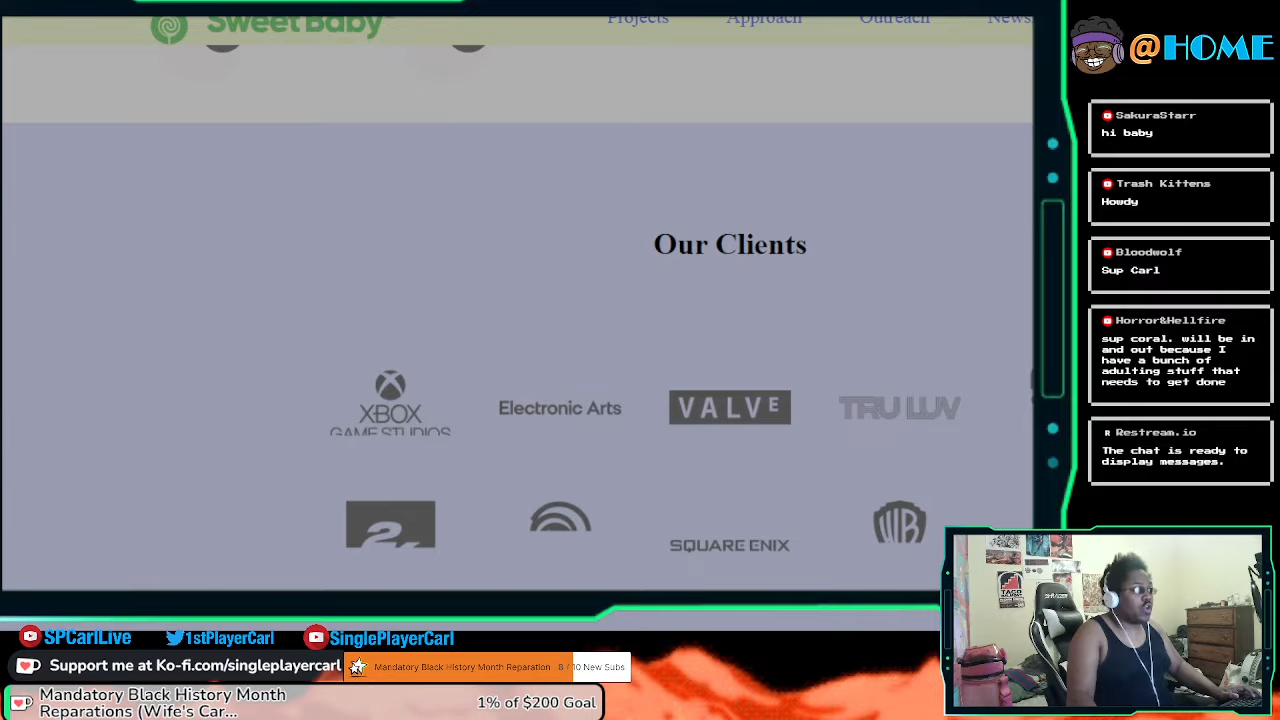 Sweet Baby
Projects Approach Outreach News
@HOME
SakuraStarr
hi baby
Trash Kittens
Howdy
Our Clients
Bloodwolf
Sup Carl
Horror&Hellfire
sup coral. will be in
and out because I
have a bunch of
adulting stuff that
needs to get done
XBOX
GAME STUDIOS
Electronic Arts
VALVE
TRU LUV
R Restream.io
The chat is ready to
display messages.
2K
SQUARE ENIX
WB
SPCarlLive 1stPlayerCarl SinglePlayerCarl
Support me at Ko-fi.com/singleplayercarl
Mandatory Black History Month Reparation 8 / 10 New Subs
Mandatory Black History Month
Reparations (Wife's Car...
1% of $200 Goal